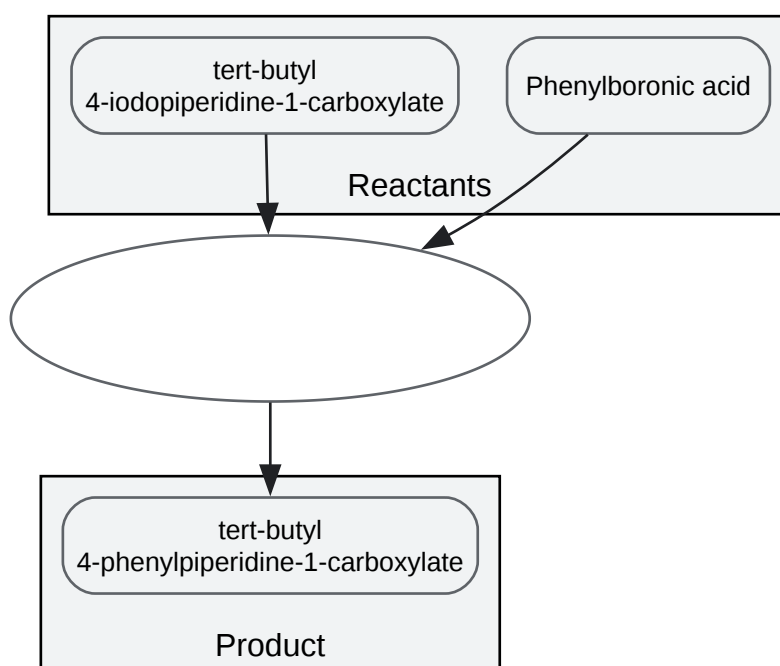 tert-butyl
4-iodopiperidine-1-carboxylate
Phenylboronic acid
Reactants
tert-butyl
4-phenylpiperidine-1-carboxylate
Product